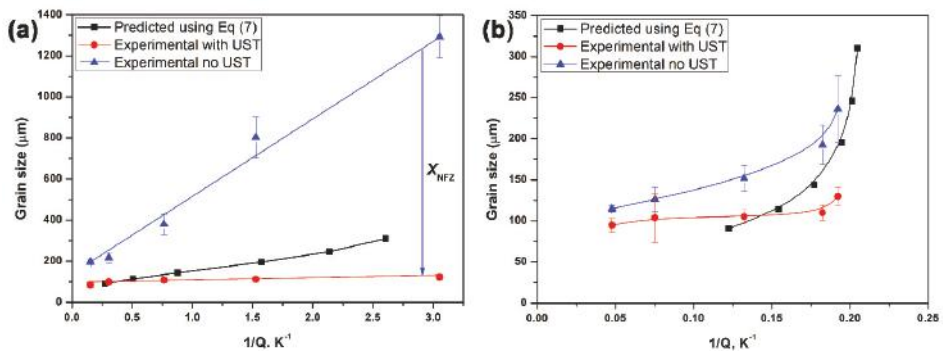 (a)
Predicted using Eq (7)
Experimental with UST
Experimental no UST
1400
1200
1000
800
600
400
200
0
Grain size (μm)
X_NFZ
0.0 0.5 1.0 1.5 2.0 2.5 3.0
1/Q. K⁻¹
(b)
Predicted using Eq (7)
Experimental with UST
Experimental no UST
350
300
250
200
150
100
50
0
Grain size (μm)
0.00 0.05 0.10 0.15 0.20 0.25
1/Q, K⁻¹